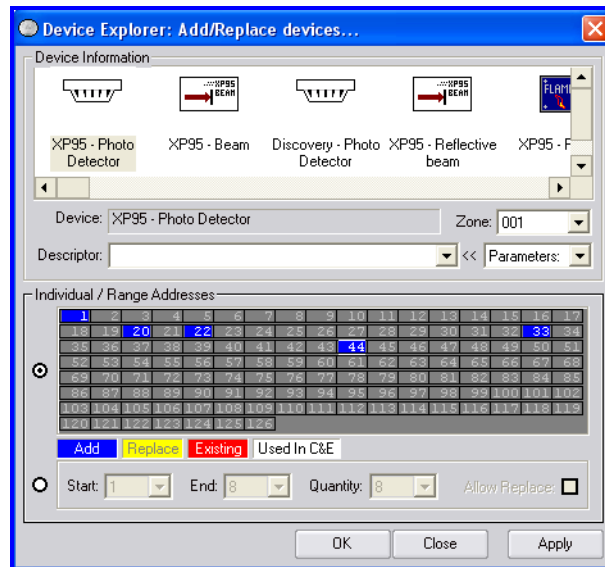 Device Explorer: Add/Replace devices...
Device Information
XP95 BEAM
XP95 BEAM
FLAM
XP95 - Photo Detector
XP95 - Beam
Discovery - Photo Detector
XP95 - Reflective beam
XP95 - F
Device: XP95 - Photo Detector Zone: 001
Descriptor: << Parameters:
Individual / Range Addresses
1 2 3 4 5 6 7 8 9 10 11 12 13 14 15 16 17
18 19 20 21 22 23 24 25 26 27 28 29 30 31 32 33 34
35 36 37 38 39 40 41 42 43 44 45 46 47 48 49 50 51
52 53 54 55 56 57 58 59 60 61 62 63 64 65 66 67 68
69 70 71 72 73 74 75 76 77 78 79 80 81 82 83 84 85
86 87 88 89 90 91 92 93 94 95 96 97 98 99 100 101 102
103 104 105 106 107 108 109 110 111 112 113 114 115 116 117 118 119
120 121 122 123 124 125 126
Add Replace Existing Used In C&E
Start: 1 End: 8 Quantity: 8 Allow Replace:
OK Close Apply